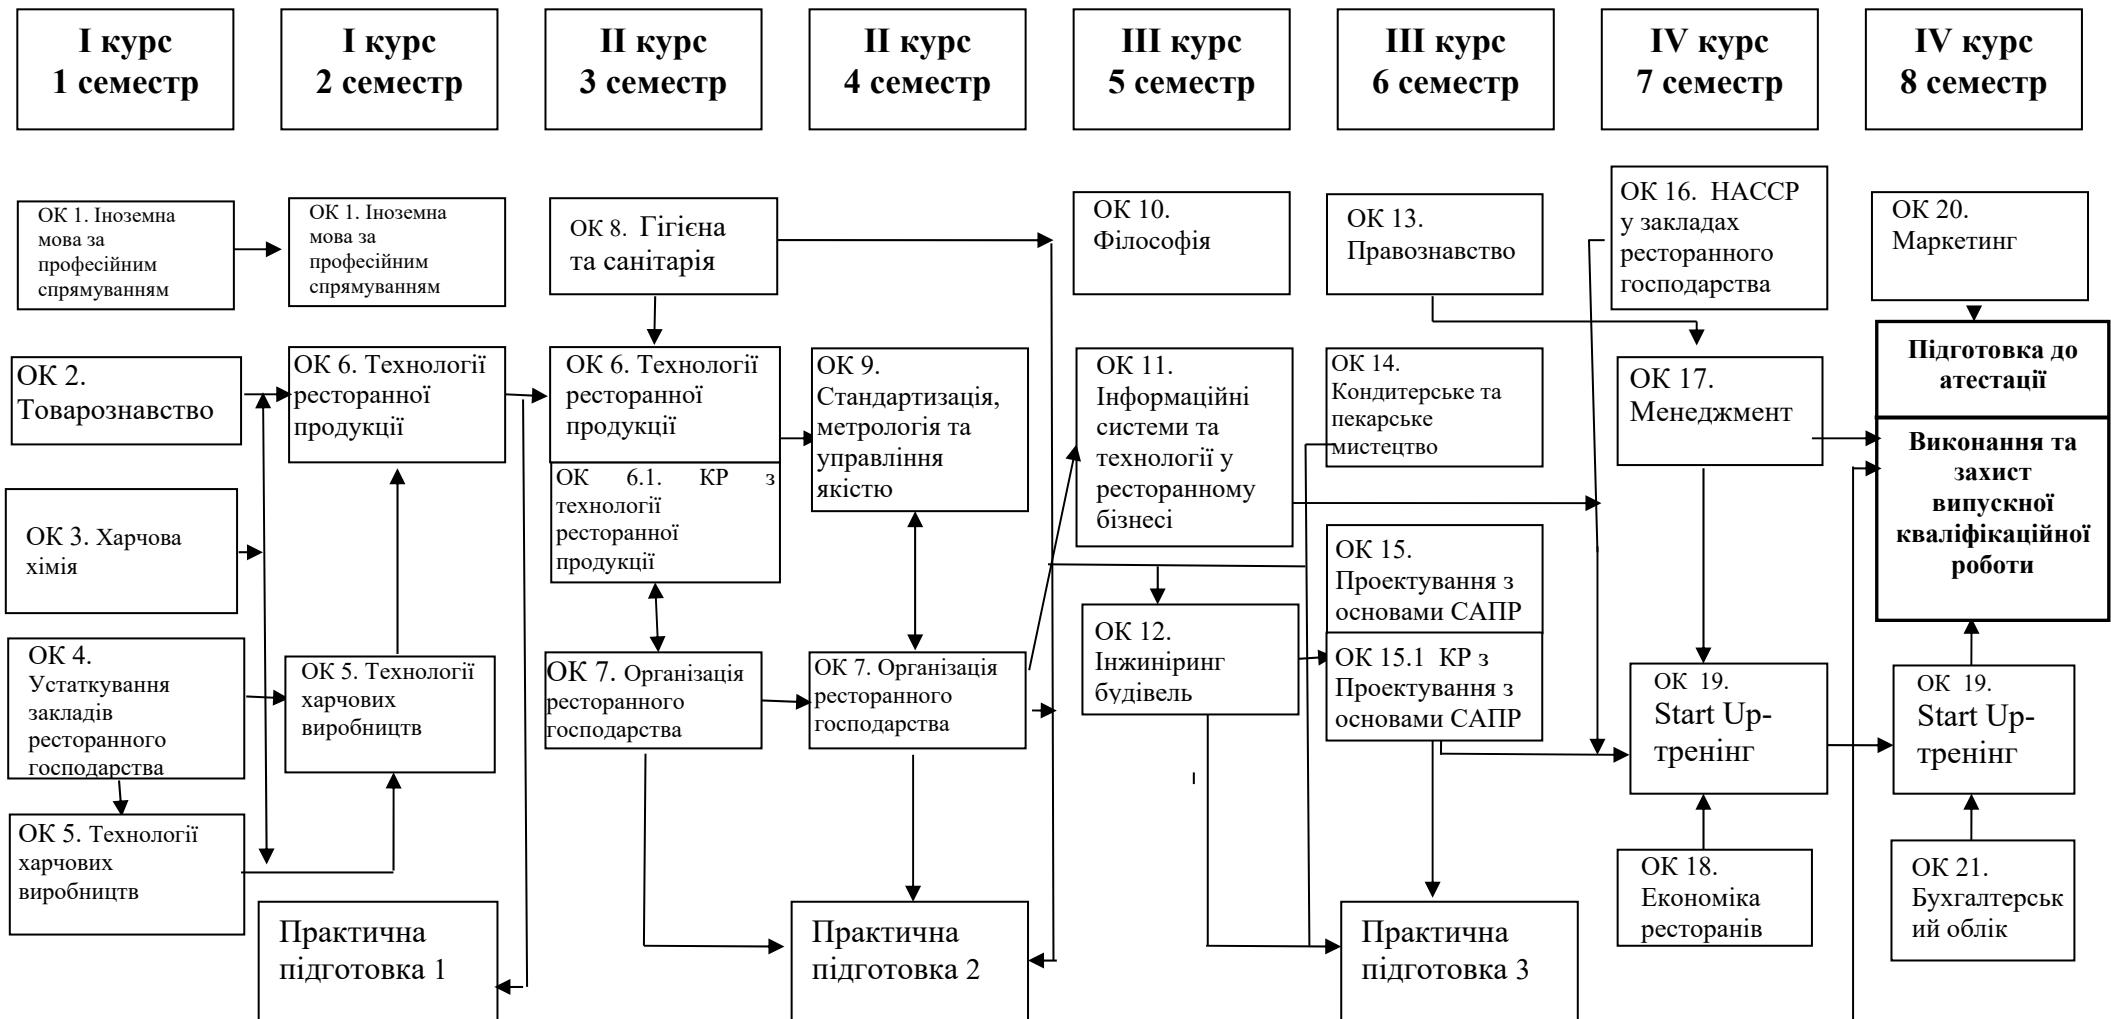 I курс
1 семестр
I курс
2 семестр
II курс
3 семестр
II курс
4 семестр
III курс
5 семестр
III курс
6 семестр
IV курс
7 семестр
IV курс
8 семестр
ОК 1. Іноземна
мова за
професійним
спрямуванням
ОК 2.
Товарознавство
ОК 3. Харчова
хімія
ОК 4.
Устаткування
закладів
ресторанного
господарства
ОК 5. Технології
харчових
виробництв
ОК 1. Іноземна
мова за
професійним
спрямуванням
ОК 6. Технології
ресторанної
продукції
ОК 5. Технології
харчових
виробництв
Практична
підготовка 1
ОК 8. Гігієна
та санітарія
ОК 6. Технології
ресторанної
продукції
ОК 6.1. КР з
технології
ресторанної
продукції
ОК 7. Організація
ресторанного
господарства
ОК 9.
Стандартизація,
метрологія та
управління
якістю
ОК 7. Організація
ресторанного
господарства
Практична
підготовка 2
ОК 10.
Філософія
ОК 11.
Інформаційні
системи та
технології у
ресторанному
бізнесі
ОК 12.
Інжиніринг
будівель
ОК 13.
Правознавство
ОК 14.
Кондитерське та
пекарське
мистецтво
ОК 15.
Проектування з
основами САПР
ОК 15.1 КР з
Проектування з
основами САПР
Практична
підготовка 3
ОК 16. НАССР
у закладах
ресторанного
господарства
ОК 17.
Менеджмент
ОК 19.
Start Up-
тренінг
ОК 18.
Економіка
ресторанів
ОК 20.
Маркетинг
Підготовка до
атестації
Виконання та
захист
випускної
кваліфікаційної
роботи
ОК 19.
Start Up-
тренінг
ОК 21.
Бухгалтерськ
ий облік